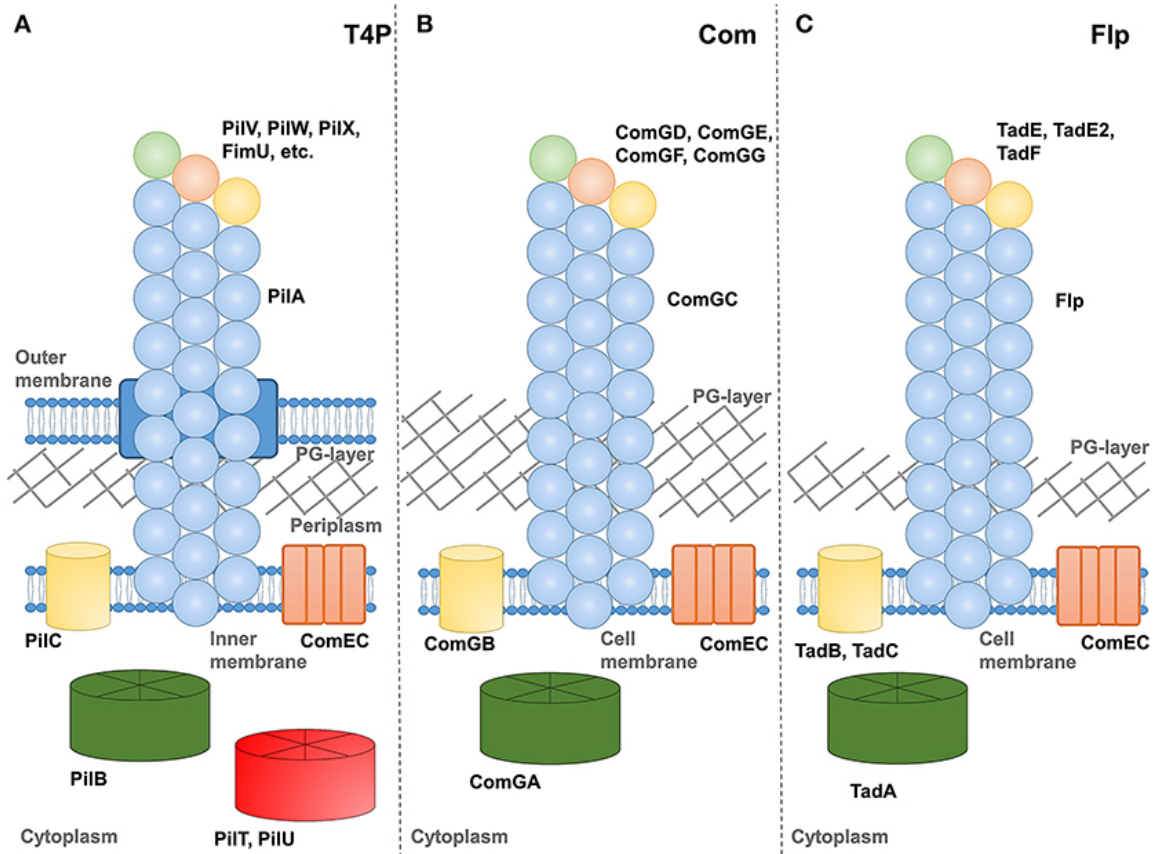 A
T4P
PilV, PilW, PilX,
FimU, etc.
PilA
Outer
membrane
PG-layer
Periplasm
PilC
Inner
membrane
ComEC
PilB
PilT, PilU
Cytoplasm
B
Com
ComGD, ComGE,
ComGF, ComGG
ComGC
PG-layer
ComGB
Cell
membrane
ComEC
ComGA
Cytoplasm
C
Flp
TadE, TadE2,
TadF
Flp
PG-layer
TadB, TadC
Cell
membrane
ComEC
TadA
Cytoplasm